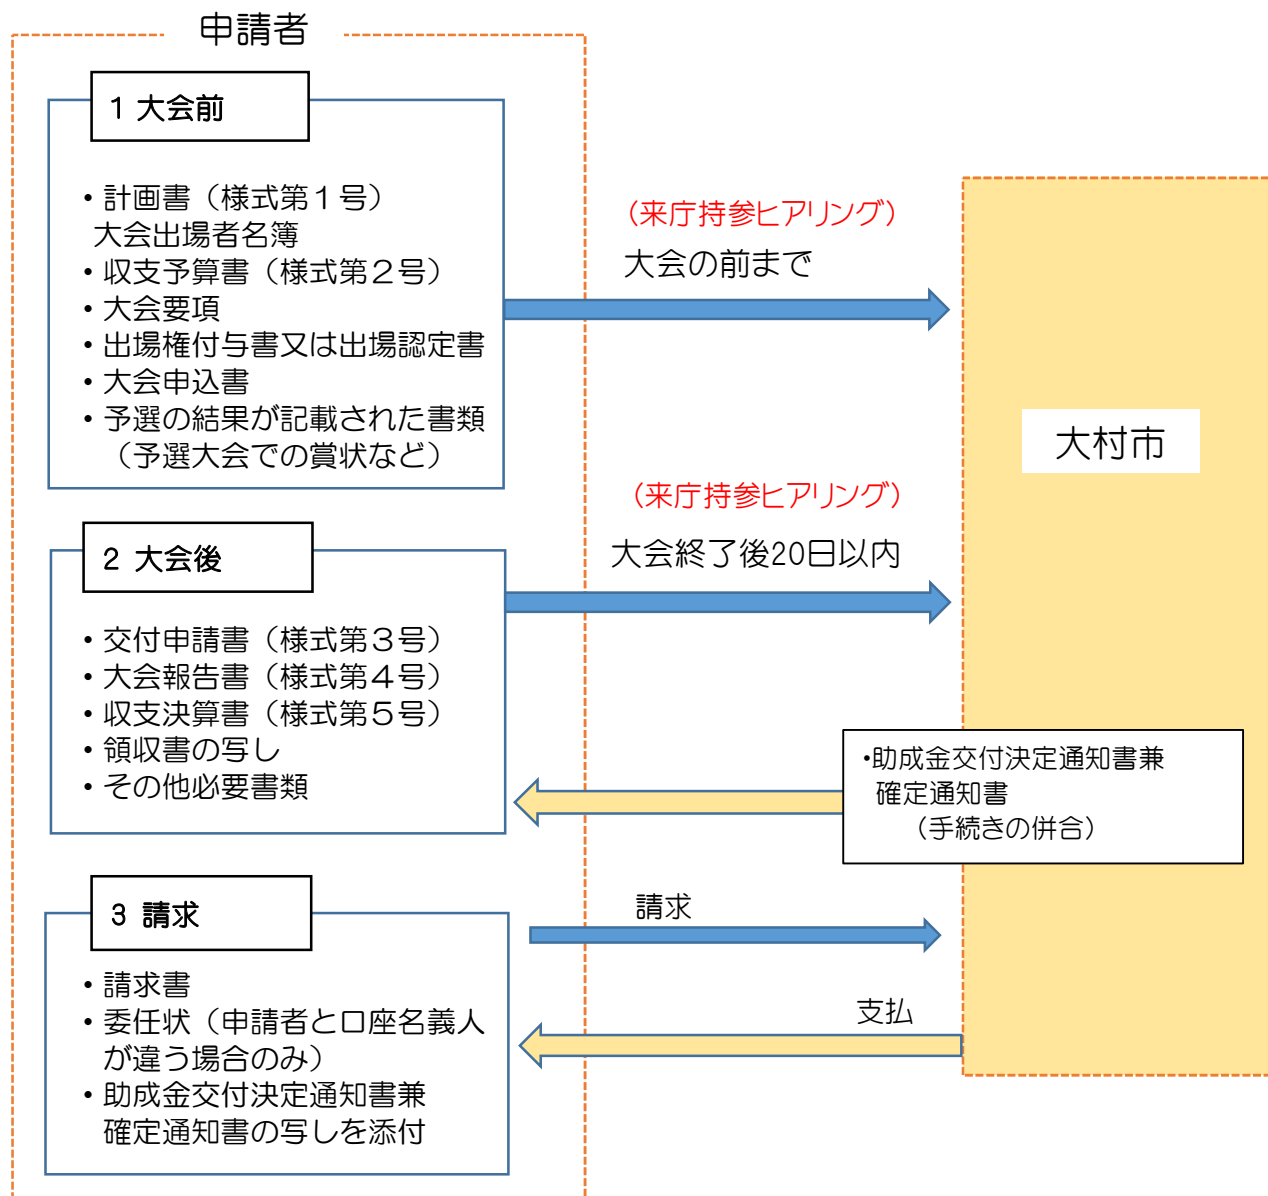 申請者
1 大会前
・計画書（様式第１号）
大会出場者名簿
・収支予算書（様式第２号）
・大会要項
・出場権付与書又は出場認定書
・大会申込書
・予選の結果が記載された書類
（予選大会での賞状など）
（来庁持参ヒアリング）
大会の前まで
大村市
（来庁持参ヒアリング）
大会終了後20日以内
2 大会後
・交付申請書（様式第３号）
・大会報告書（様式第４号）
・収支決算書（様式第５号）
・領収書の写し
・その他必要書類
・助成金交付決定通知書兼
確定通知書
（手続きの併合）
3 請求
・請求書
・委任状（申請者と口座名義人
が違う場合のみ）
・助成金交付決定通知書兼
確定通知書の写しを添付
請求
支払